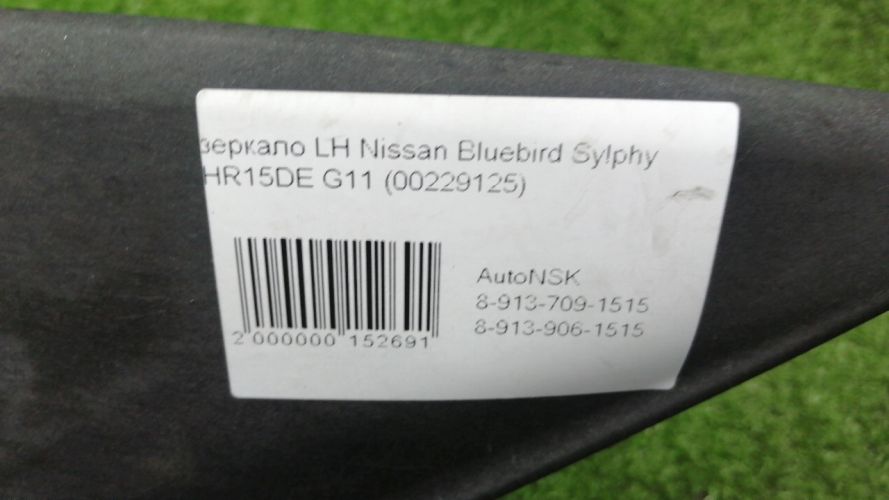 зеркало LH Nissan Bluebird Sylphy
HR15DE G11 (00229125)
AutoNSK
8-913-709-1515
8-913-906-1515
2 000000 152691